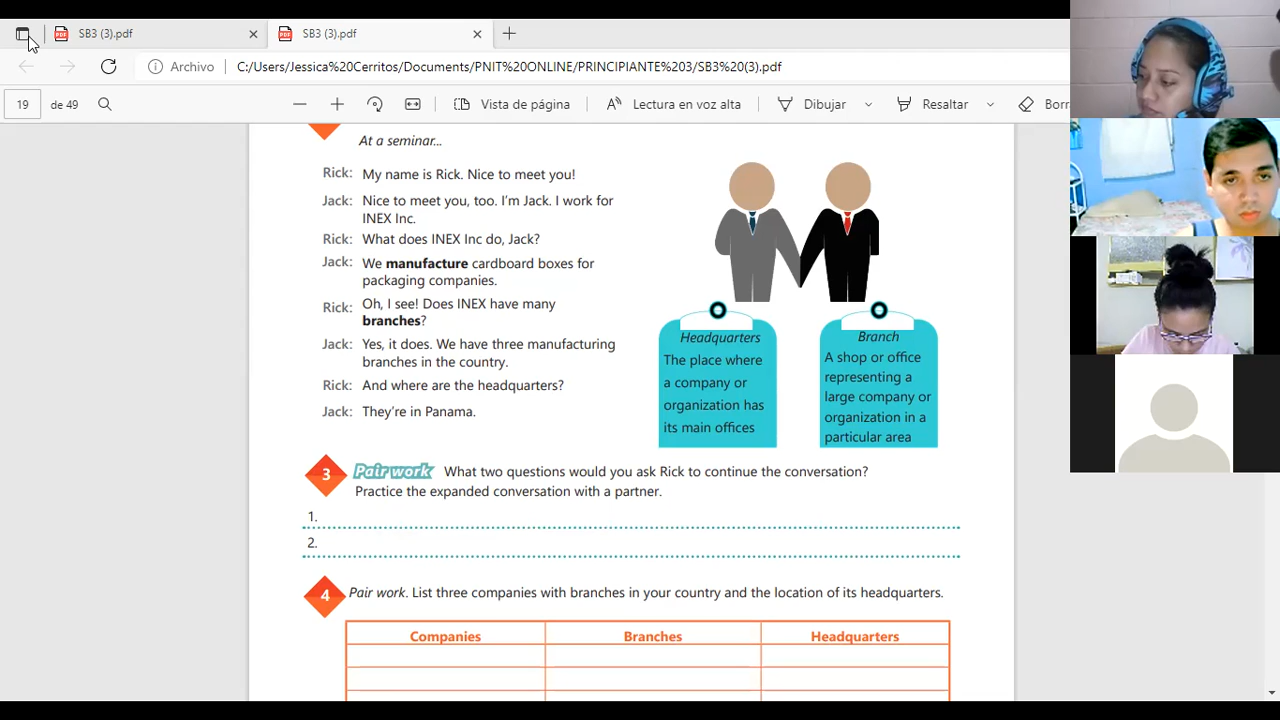 SB3 (3).pdf
SB3 (3).pdf
Archivo
C:/Users/Jessica%20Cerritos/Documents/PNIT%20ONLINE/PRINCIPIANTE%203/SB3%20(3).pdf
19
de 49
Vista de página
Lectura en voz alta
Dibujar
Resaltar
Borr
At a seminar...
Rick: My name is Rick. Nice to meet you!
Jack: Nice to meet you, too. I'm Jack. I work for
INEX Inc.
Rick: What does INEX Inc do, Jack?
Jack: We manufacture cardboard boxes for
packaging companies.
Rick: Oh, I see! Does INEX have many
branches?
Jack: Yes, it does. We have three manufacturing
branches in the country.
Rick: And where are the headquarters?
Jack: They're in Panama.
Headquarters
The place where
a company or
organization has
its main offices
Branch
A shop or office
representing a
large company or
organization in a
particular area
3 Pair work What two questions would you ask Rick to continue the conversation?
Practice the expanded conversation with a partner.
1.
2.
4 Pair work. List three companies with branches in your country and the location of its headquarters.
Companies Branches Headquarters